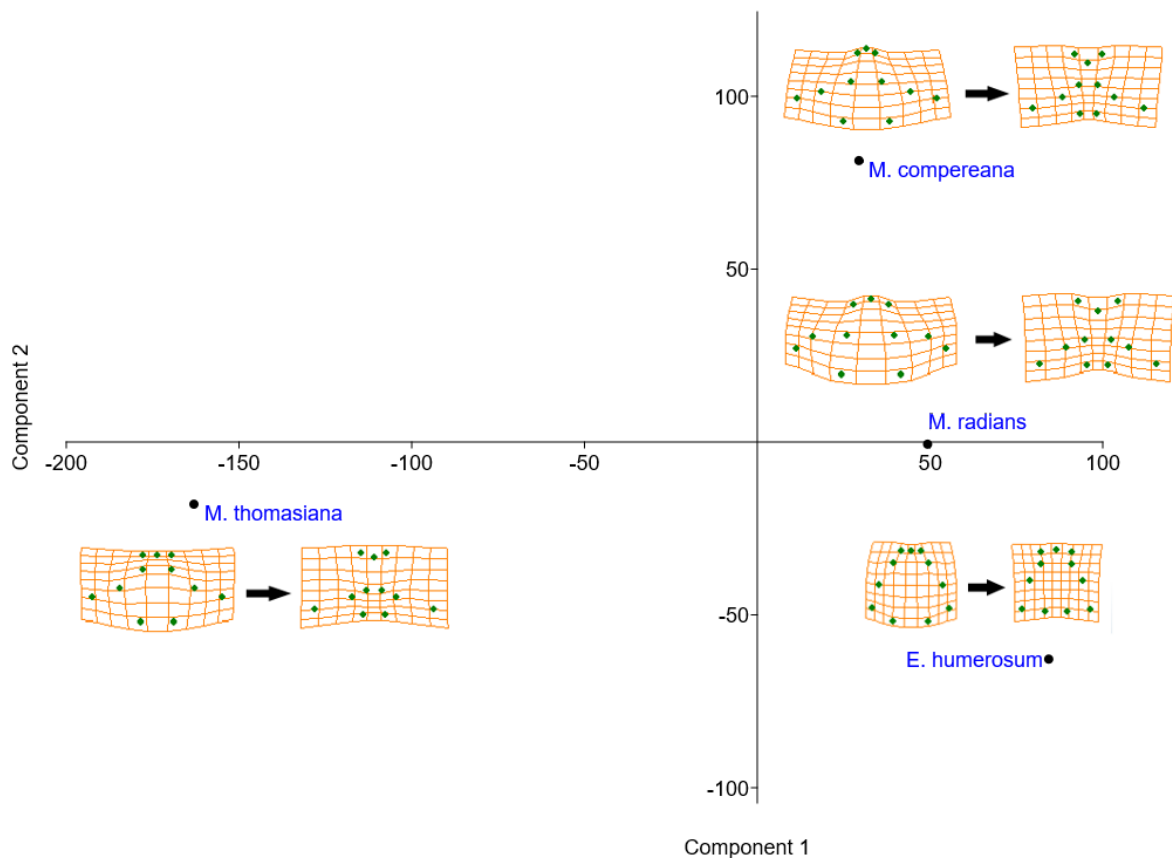 100
M. compereana
50
M. radians
Component 2
-200
-150
-100
-50
50
100
M. thomasiana
-50
E. humerosum
-100
Component 1